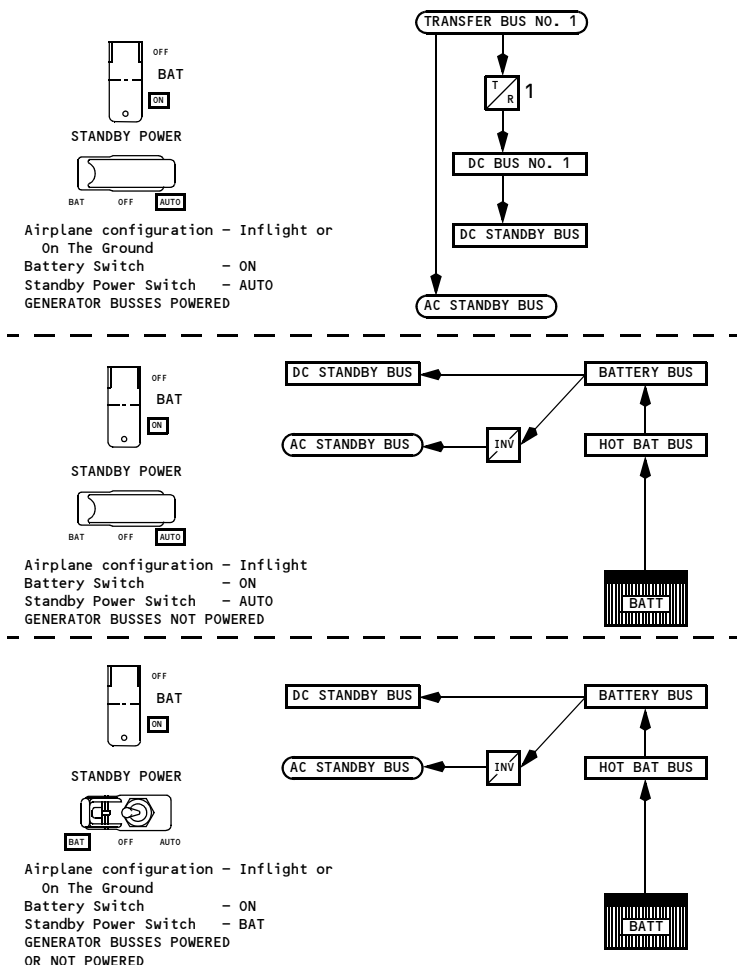 TRANSFER BUS NO. 1
OFF
BAT
ON
T
R
1
STANDBY POWER
DC BUS NO. 1
BAT OFF AUTO
Airplane configuration – Inflight or
On The Ground
Battery Switch – ON
Standby Power Switch – AUTO
GENERATOR BUSSES POWERED
DC STANDBY BUS
AC STANDBY BUS
OFF
BAT
ON
STANDBY POWER
BAT OFF AUTO
Airplane configuration – Inflight
Battery Switch – ON
Standby Power Switch – AUTO
GENERATOR BUSSES NOT POWERED
DC STANDBY BUS
BATTERY BUS
AC STANDBY BUS
INV
HOT BAT BUS
BATT
OFF
BAT
ON
STANDBY POWER
BAT OFF AUTO
Airplane configuration – Inflight or
On The Ground
Battery Switch – ON
Standby Power Switch – BAT
GENERATOR BUSSES POWERED
OR NOT POWERED
DC STANDBY BUS
BATTERY BUS
AC STANDBY BUS
INV
HOT BAT BUS
BATT